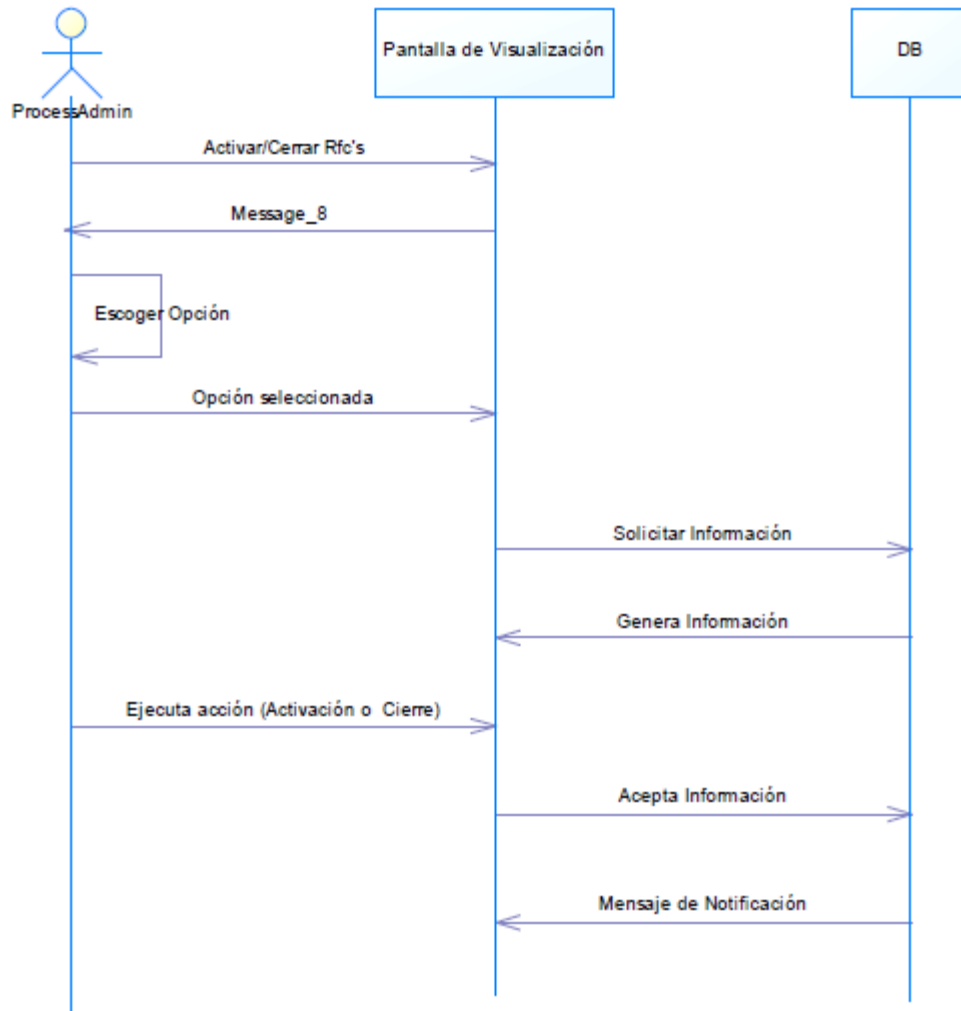 Pantalla de Visualización
DB
ProcessAdmin
Activar/Cerrar Rfc's
Message_8
Escoger Opción
Opción seleccionada
Solicitar Información
Genera Información
Ejecuta acción (Activación o Cierre)
Acepta Información
Mensaje de Notificación